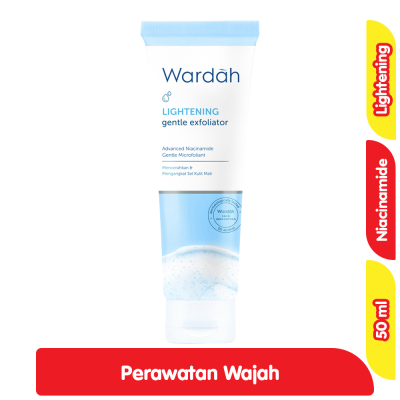 Wardah
LIGHTENING
gentle exfoliator
Advanced Niacinamide
Gentle Microfoliant
Mencerahkan &
Mengangkat Sel Kulit Mati
Wardah
Lightening
Niacinamide
50 ml
Perawatan Wajah